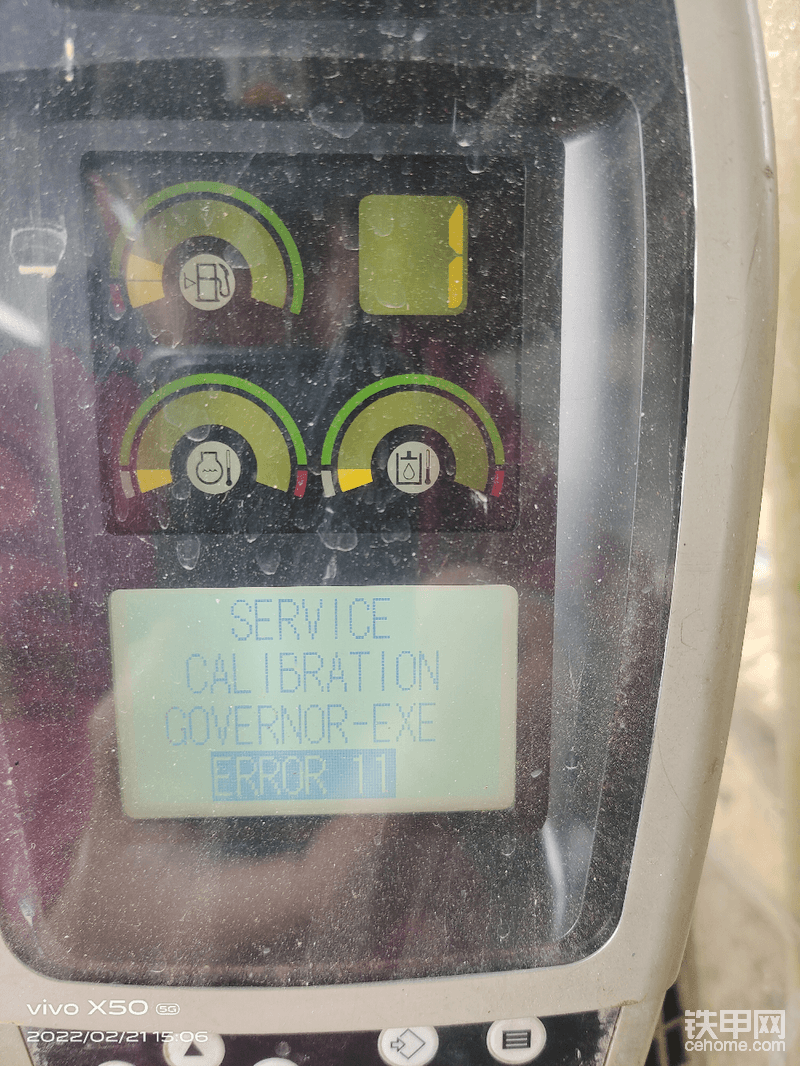 1
SERVICE
CALIBRATION
GOVERNOR-EXE
ERROR 11
vivo X50 5G
2022/02/21 15:06
铁甲网
cehome.com